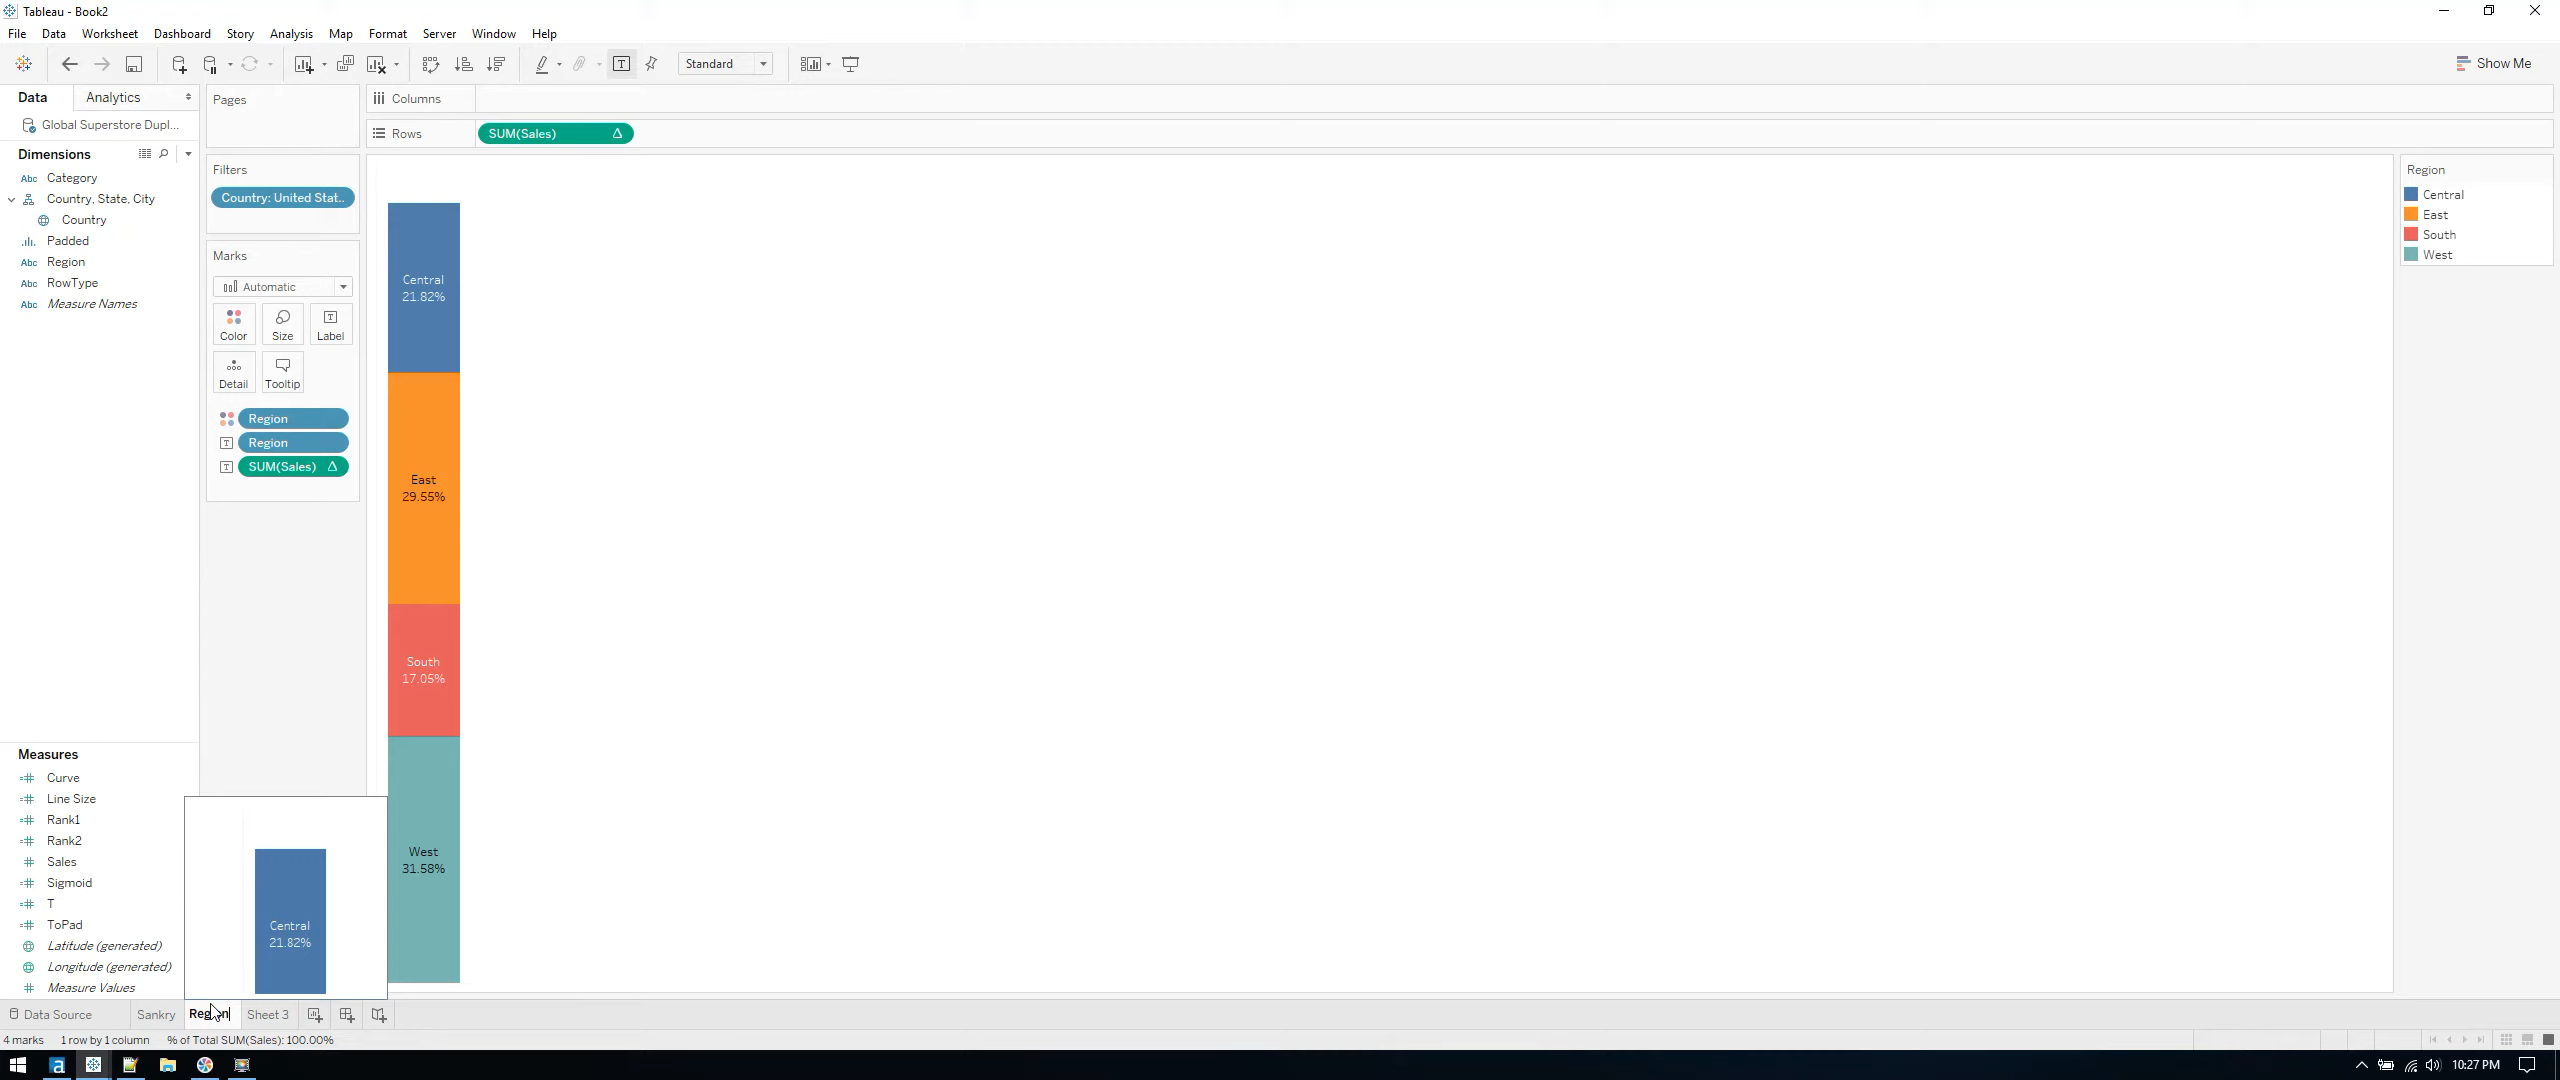 Tableau - Book2
File Data Worksheet Dashboard Story Analysis Map Format Server Window Help
Standard
Show Me
Data Analytics
Global Superstore Dupl...
Dimensions
Abc Category
Country, State, City
Country
Padded
Abc Region
Abc RowType
Abc Measure Names
Measures
Curve
Line Size
Rank1
Rank2
Sales
Sigmoid
T
ToPad
Latitude (generated)
Longitude (generated)
Measure Values
Pages
Filters
Country: United Stat..
Marks
Automatic
Color Size Label
Detail Tooltip
Region
Region
SUM(Sales)
Columns
Rows SUM(Sales)
Central
21.82%
East
29.55%
South
17.05%
West
31.58%
Central
21.82%
Region
Central
East
South
West
Data Source Sankry Region Sheet 3
4 marks 1 row by 1 column % of Total SUM(Sales): 100.00%
10:27 PM